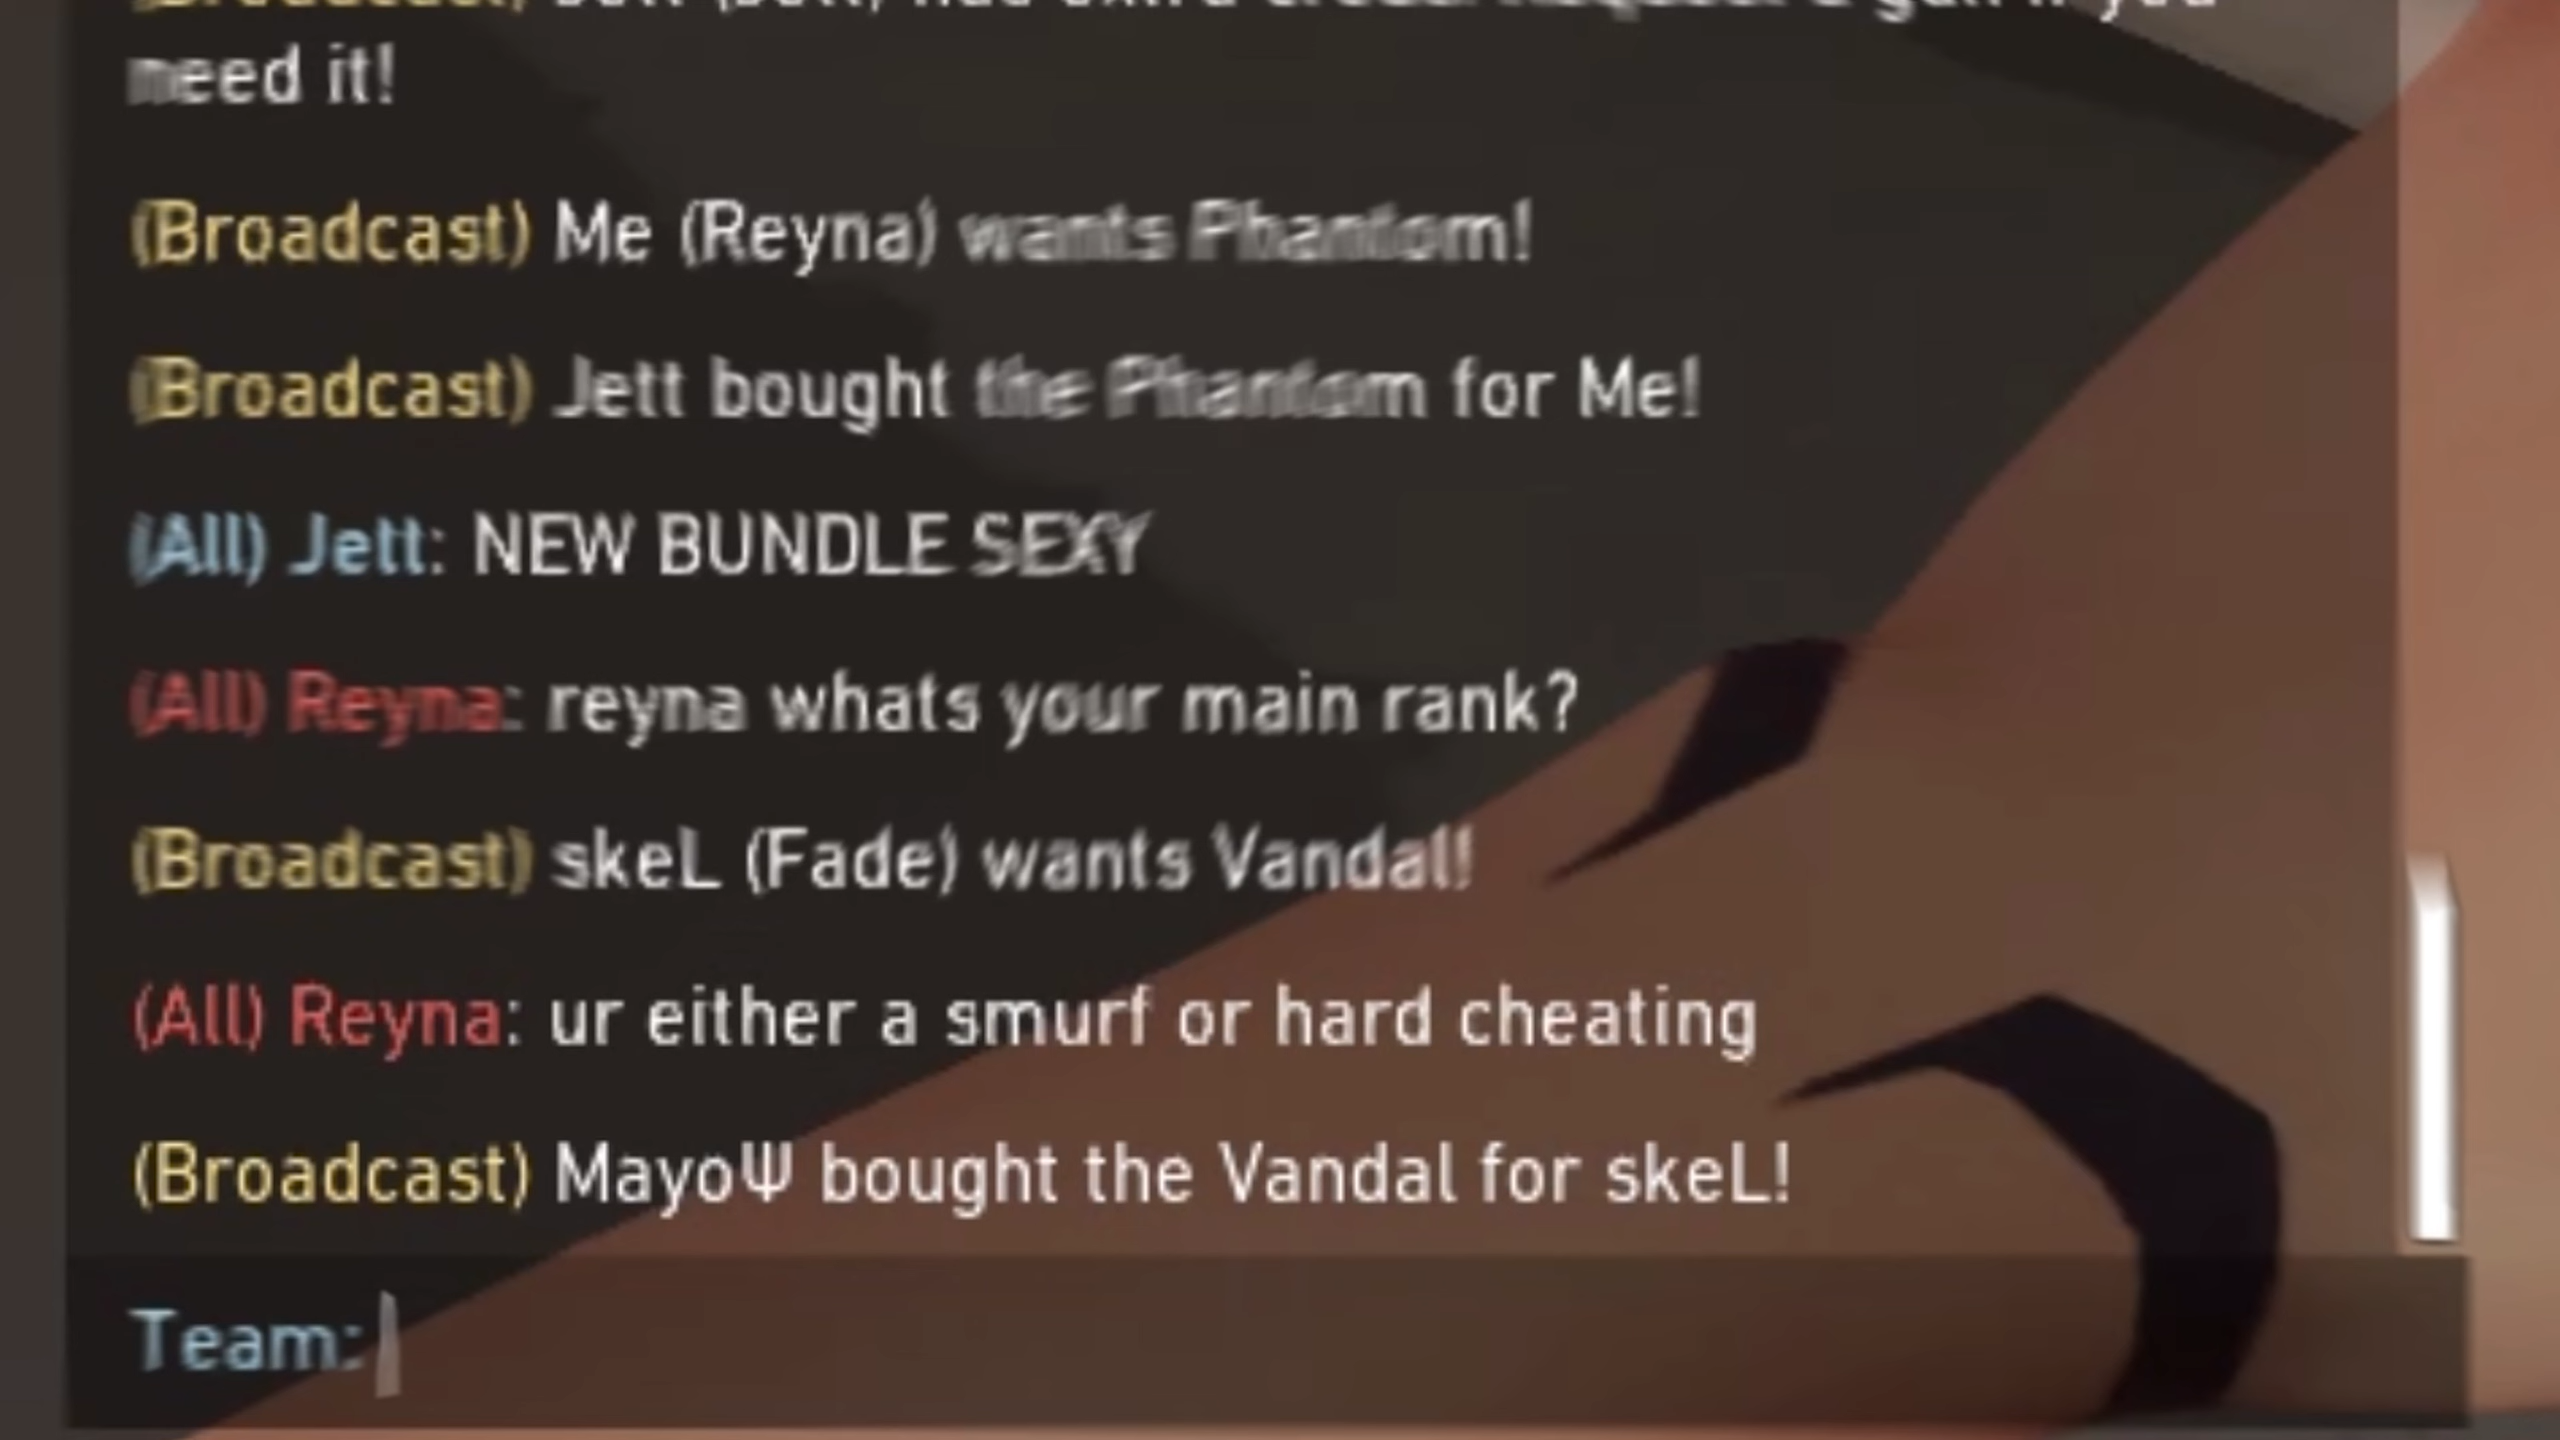 need it!
(Broadcast) Me (Reyna) wants Phantom!
(Broadcast) Jett bought the Phantom for Me!
(All) Jett: NEW BUNDLE SEXY
(All) Reyna: reyna whats your main rank?
(Broadcast) skeL (Fade) wants Vandal!
(All) Reyna: ur either a smurf or hard cheating
(Broadcast) MayoΨ bought the Vandal for skeL!
Team: